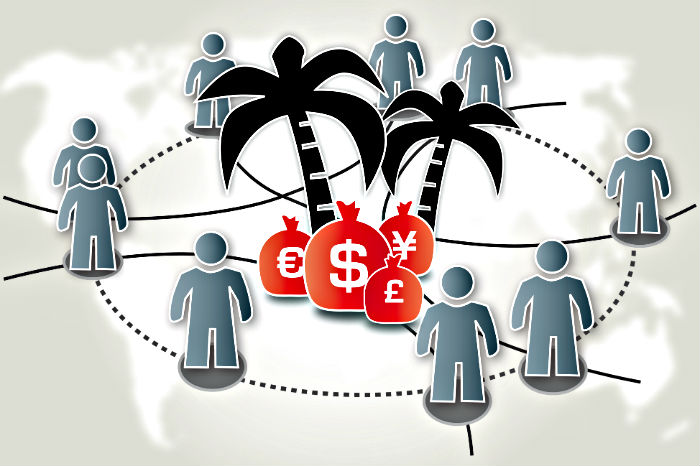 € $ ¥ £